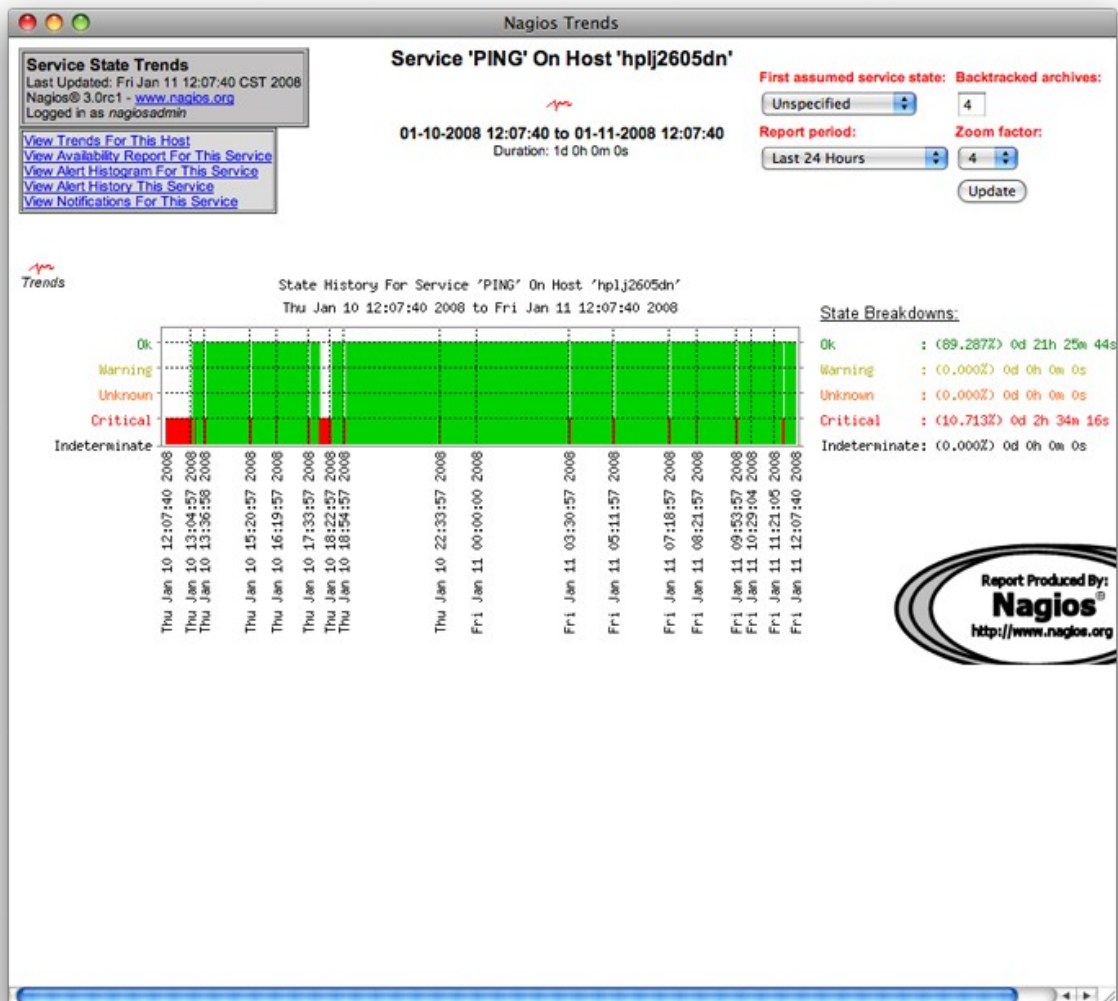 Nagios Trends
Service State Trends
Last Updated: Fri Jan 11 12:07:40 CST 2008
Nagios® 3.0rc1 - www.nagios.org
Logged in as nagiosadmin
View Trends For This Host
View Availability Report For This Service
View Alert Histogram For This Service
View Alert History This Service
View Notifications For This Service
Service 'PING' On Host 'hplj2605dn'
01-10-2008 12:07:40 to 01-11-2008 12:07:40
Duration: 1d 0h 0m 0s
First assumed service state: Backtracked archives:
Unspecified 4
Report period: Zoom factor:
Last 24 Hours 4
Update
Trends
State History For Service 'PING' On Host 'hplj2605dn'
Thu Jan 10 12:07:40 2008 to Fri Jan 11 12:07:40 2008
Ok
Warning
Unknown
Critical
Indeterminate
Thu Jan 10 12:07:40 2008
Thu Jan 10 13:04:57 2008
Thu Jan 10 13:36:58 2008
Thu Jan 10 15:20:57 2008
Thu Jan 10 16:19:57 2008
Thu Jan 10 17:33:57 2008
Thu Jan 10 18:22:57 2008
Thu Jan 10 18:54:57 2008
Thu Jan 10 22:33:57 2008
Fri Jan 11 00:00:00 2008
Fri Jan 11 03:30:57 2008
Fri Jan 11 05:11:57 2008
Fri Jan 11 07:18:57 2008
Fri Jan 11 08:21:57 2008
Fri Jan 11 09:53:57 2008
Fri Jan 11 10:29:04 2008
Fri Jan 11 11:21:05 2008
Fri Jan 11 12:07:40 2008
State Breakdowns:
Ok : (89.287%) 0d 21h 25m 44s
Warning : (0.000%) 0d 0h 0m 0s
Unknown : (0.000%) 0d 0h 0m 0s
Critical : (10.713%) 0d 2h 34m 16s
Indeterminate: (0.000%) 0d 0h 0m 0s
Report Produced By:
Nagios®
http://www.nagios.org